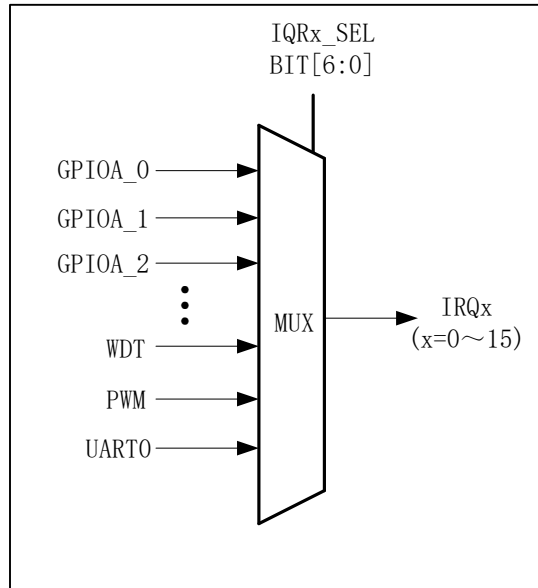 IQRx_SEL
BIT[6:0]
GPIOA_0
GPIOA_1
GPIOA_2
WDT
PWM
UART0
MUX
IRQx
(x=0～15)